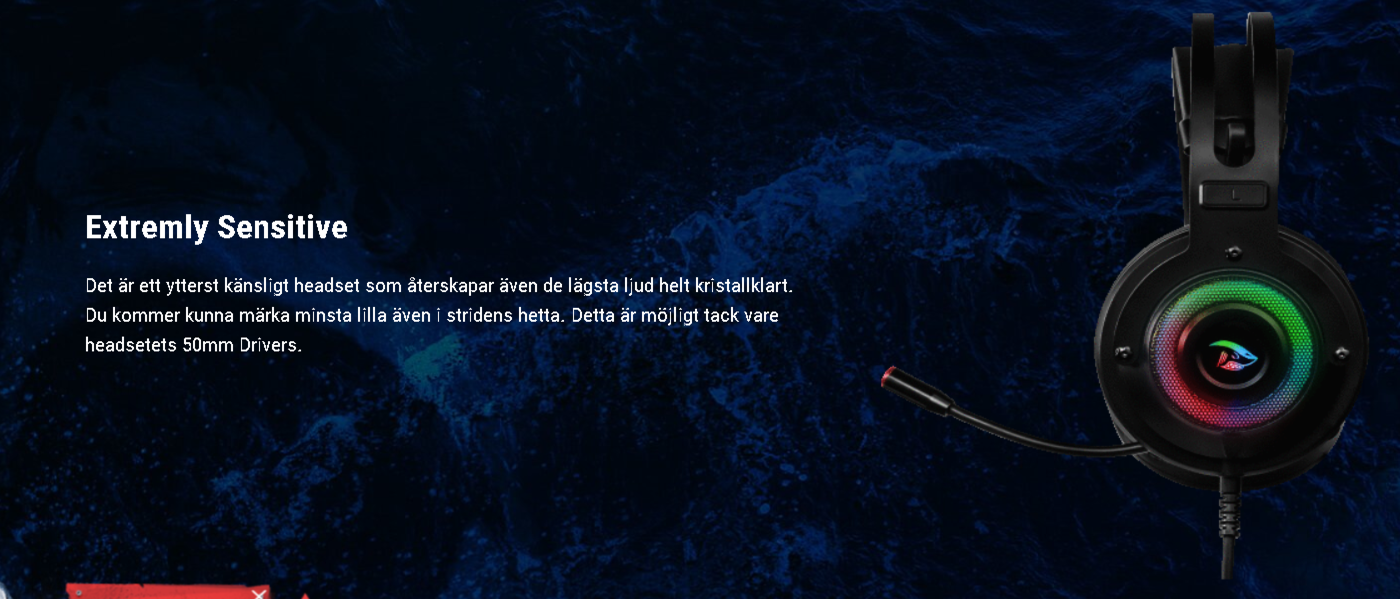 Extremly Sensitive
Det är ett ytterst känsligt headset som återskapar även de lägsta ljud helt kristallklart.
Du kommer kunna märka minsta lilla även i stridens hetta. Detta är möjligt tack vare
headsetets 50mm Drivers.
L